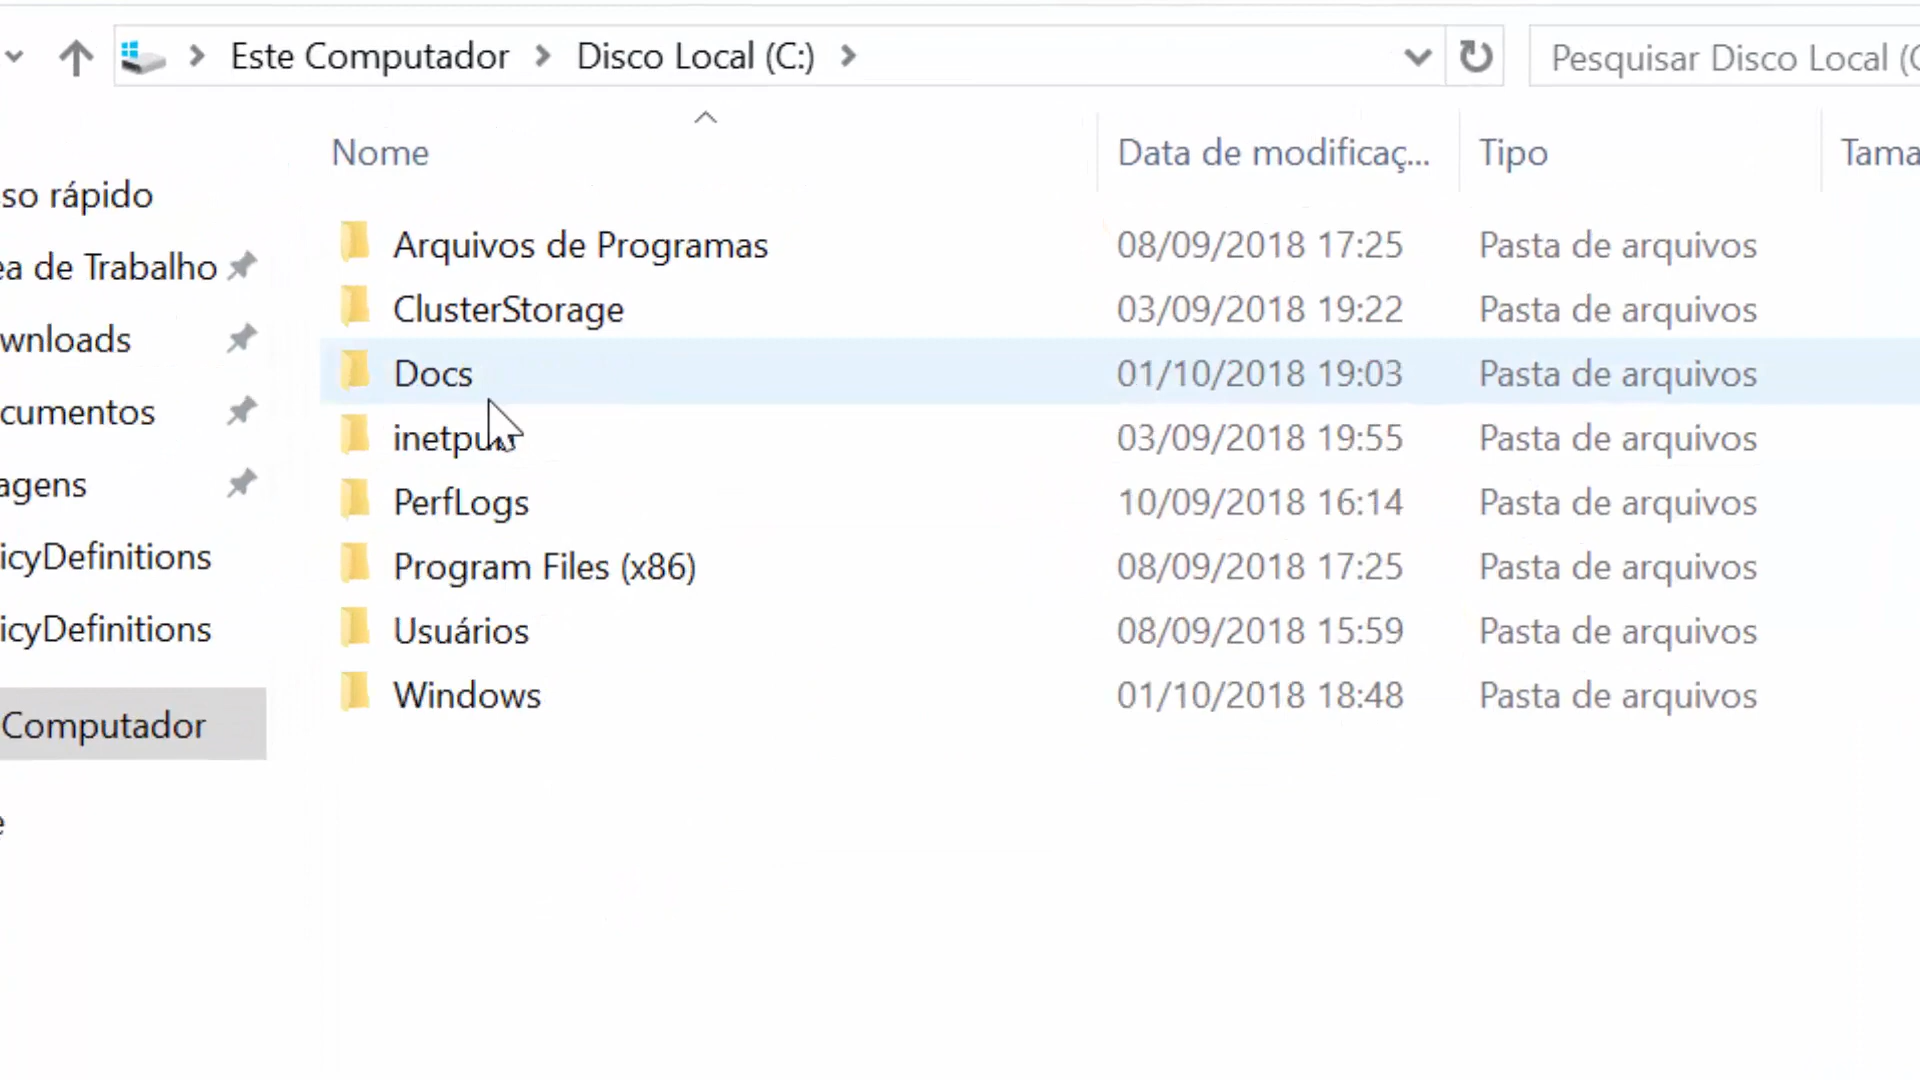 Este Computador Disco Local (C:) Pesquisar Disco Local (
Nome Data de modificaç... Tipo Tama
so rápido
Arquivos de Programas 08/09/2018 17:25 Pasta de arquivos
ea de Trabalho
ClusterStorage 03/09/2018 19:22 Pasta de arquivos
wnloads
Docs 01/10/2018 19:03 Pasta de arquivos
cumentos
03/09/2018 19:55 Pasta de arquivos
agens
PerfLogs 10/09/2018 16:14 Pasta de arquivos
icyDefinitions
Program Files (x86) 08/09/2018 17:25 Pasta de arquivos
icyDefinitions
Usuários 08/09/2018 15:59 Pasta de arquivos
Windows 01/10/2018 18:48 Pasta de arquivos
Computador
e